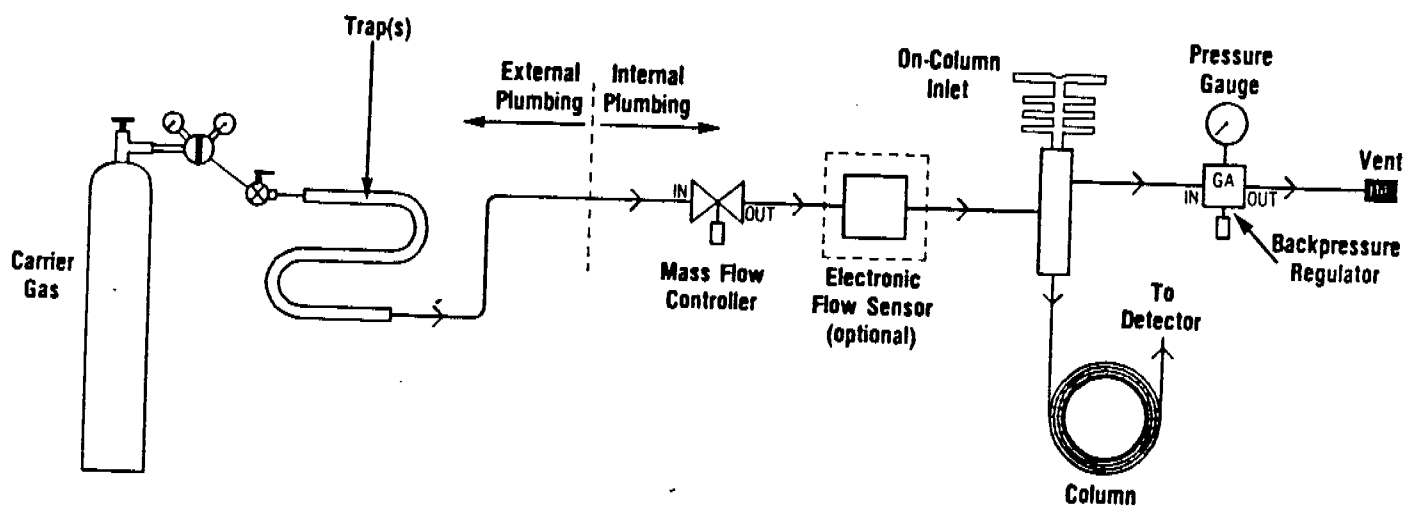 Trap(s)
External
Plumbing
Internal
Plumbing
On-Column
Inlet
Pressure
Gauge
Vent
IN
OUT
GA
IN
OUT
Carrier
Gas
Mass Flow
Controller
Electronic
Flow Sensor
(optional)
Backpressure
Regulator
To
Detector
Column